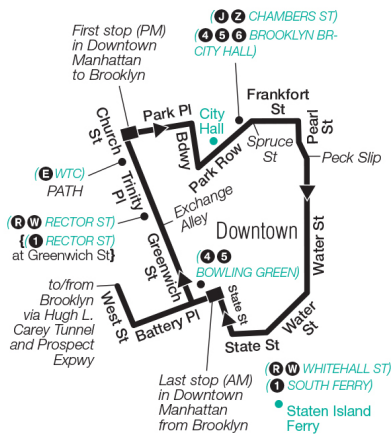 (J Z CHAMBERS ST)
(4 5 6 BROOKLYN BR-
CITY HALL)
First stop (PM)
in Downtown
Manhattan
to Brooklyn
Church
St
Park Pl
Bdwy
City
Hall
Park Row
Frankfort
St
Spruce
St
Pearl
St
Peck Slip
(E WTC)
PATH
Trinity
Pl
(R W RECTOR ST)
{(1 RECTOR ST)
at Greenwich St}
Exchange
Alley
Greenwich
St
Downtown
Water St
(4 5
BOWLING GREEN)
to/from
Brooklyn
via Hugh L.
Carey Tunnel
and Prospect
Expwy
West St
Battery Pl
State St
State St
Water
St
Last stop (AM)
in Downtown
Manhattan
from Brooklyn
(R W WHITEHALL ST)
(1 SOUTH FERRY)
Staten Island
Ferry